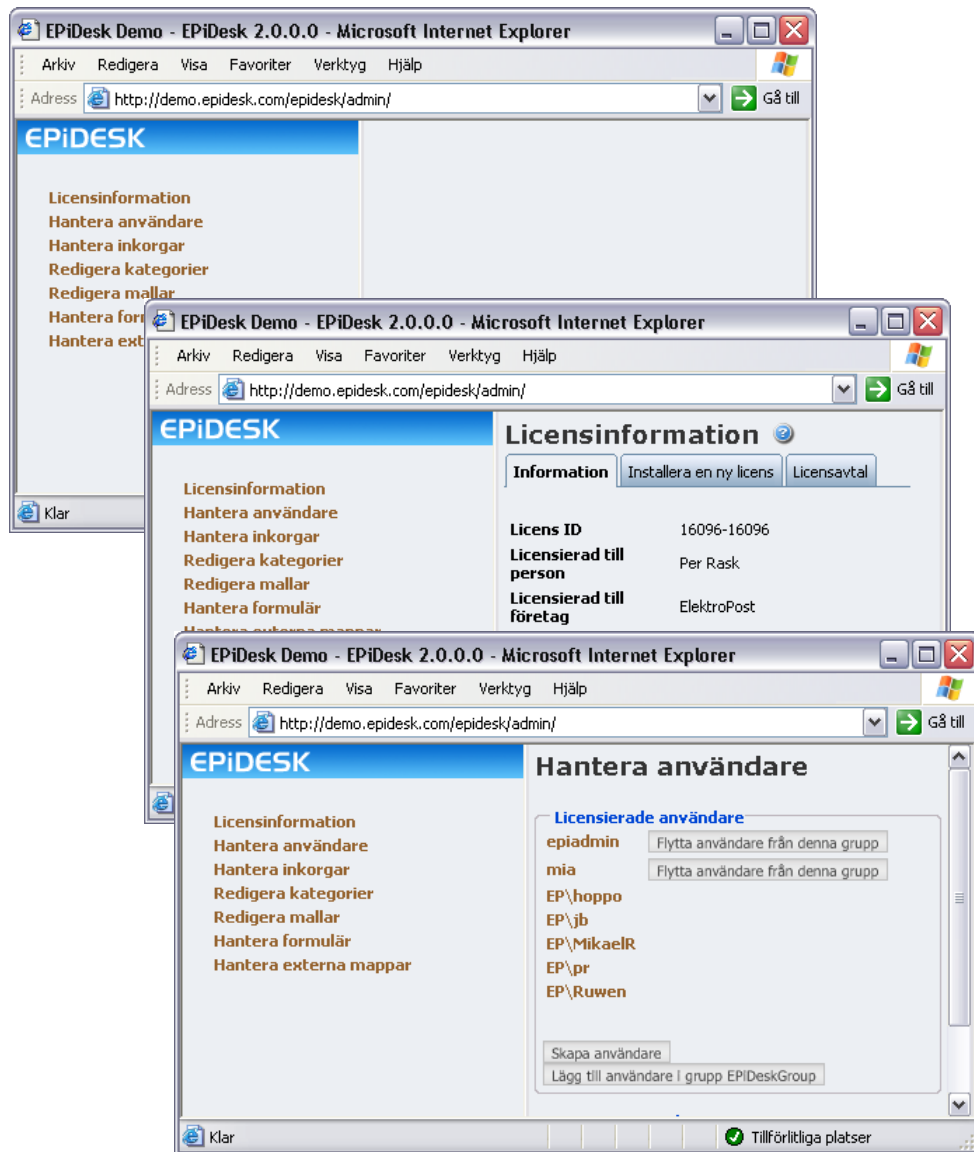 EPiDesk Demo - EPiDesk 2.0.0.0 - Microsoft Internet Explorer
Arkiv Redigera Visa Favoriter Verktyg Hjälp
Adress http://demo.epidesk.com/epidesk/admin/ Gå till
EPiDESK
Licensinformation
Hantera användare
Hantera inkorgar
Redigera kategorier
Redigera mallar
Hantera for
Hantera ext
Klar
EPiDesk Demo - EPiDesk 2.0.0.0 - Microsoft Internet Explorer
Arkiv Redigera Visa Favoriter Verktyg Hjälp
Adress http://demo.epidesk.com/epidesk/admin/ Gå till
EPiDESK
Licensinformation
Hantera användare
Hantera inkorgar
Redigera kategorier
Redigera mallar
Hantera formulär
Hantera externa mappar
Licensinformation
Information Installera en ny licens Licensavtal
Licens ID 16096-16096
Licensierad till person Per Rask
Licensierad till företag ElektroPost
EPiDesk Demo - EPiDesk 2.0.0.0 - Microsoft Internet Explorer
Arkiv Redigera Visa Favoriter Verktyg Hjälp
Adress http://demo.epidesk.com/epidesk/admin/ Gå till
EPiDESK
Licensinformation
Hantera användare
Hantera inkorgar
Redigera kategorier
Redigera mallar
Hantera formulär
Hantera externa mappar
Hantera användare
Licensierade användare
epiadmin Flytta användare från denna grupp
mia Flytta användare från denna grupp
EP\hoppo
EP\jb
EP\MikaelR
EP\pr
EP\Ruwen
Skapa användare
Lägg till användare i grupp EPiDeskGroup
Klar Tillförlitliga platser